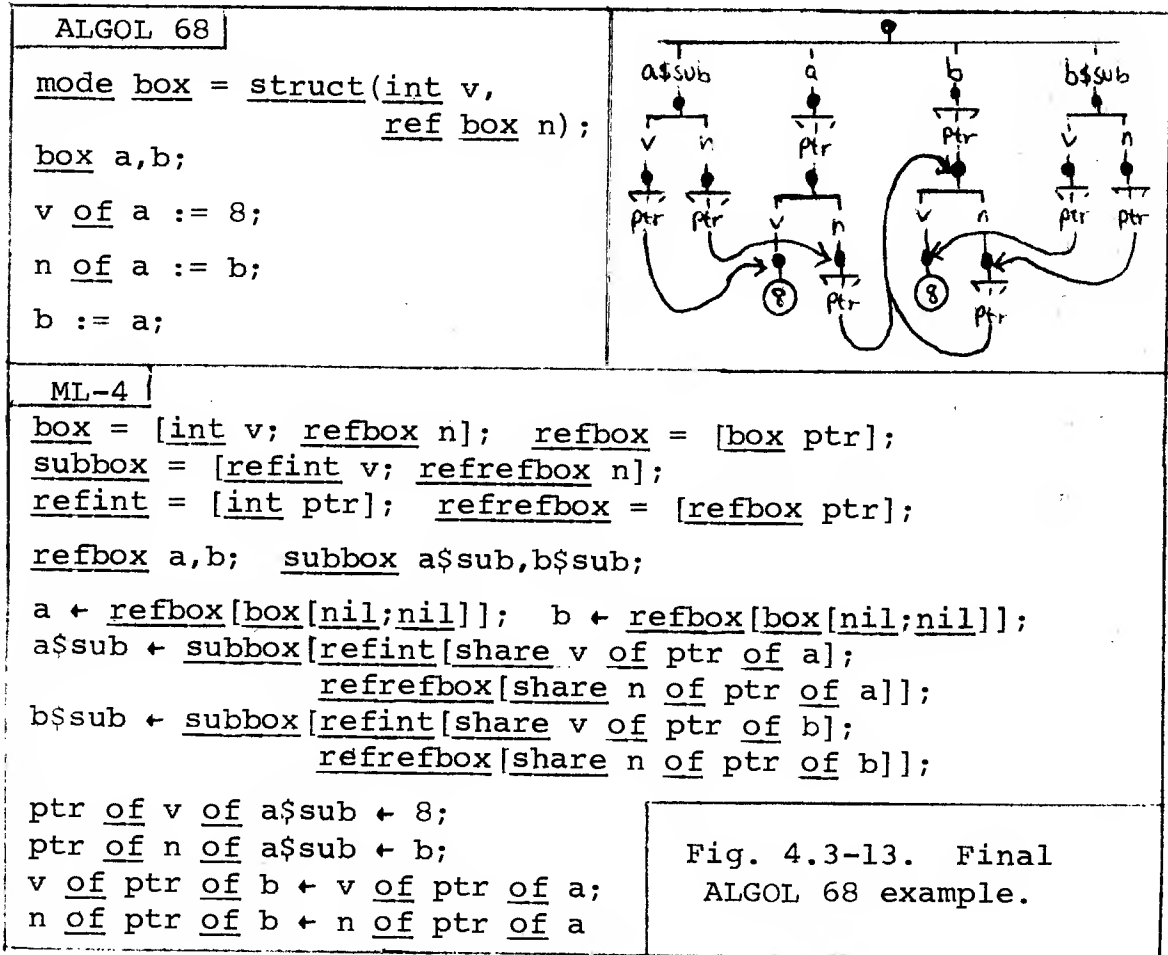 ALGOL 68
mode box = struct(int v,
ref box n);
box a,b;
v of a := 8;
n of a := b;
b := a;
a$sub a b b$sub
ptr
v n ptr v n
ptr ptr v n v n ptr ptr
8 ptr 8 ptr
ML-4
box = [int v; refbox n]; refbox = [box ptr];
subbox = [refint v; refrefbox n];
refint = [int ptr]; refrefbox = [refbox ptr];
refbox a,b; subbox a$sub,b$sub;
a ← refbox[box[nil;nil]]; b ← refbox[box[nil;nil]];
a$sub ← subbox[refint[share v of ptr of a];
refrefbox[share n of ptr of a]];
b$sub ← subbox[refint[share v of ptr of b];
refrefbox[share n of ptr of b]];
ptr of v of a$sub ← 8;
ptr of n of a$sub ← b;
v of ptr of b ← v of ptr of a;
n of ptr of b ← n of ptr of a
Fig. 4.3-13. Final
ALGOL 68 example.